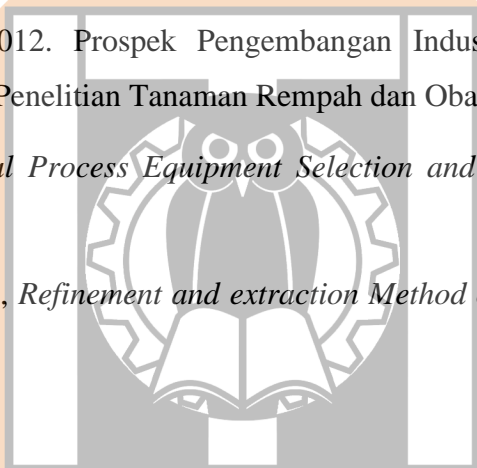 012. Prospek Pengembangan Indus
Penelitian Tanaman Rempah dan Oba
al Process Equipment Selection and
, Refinement and extraction Method